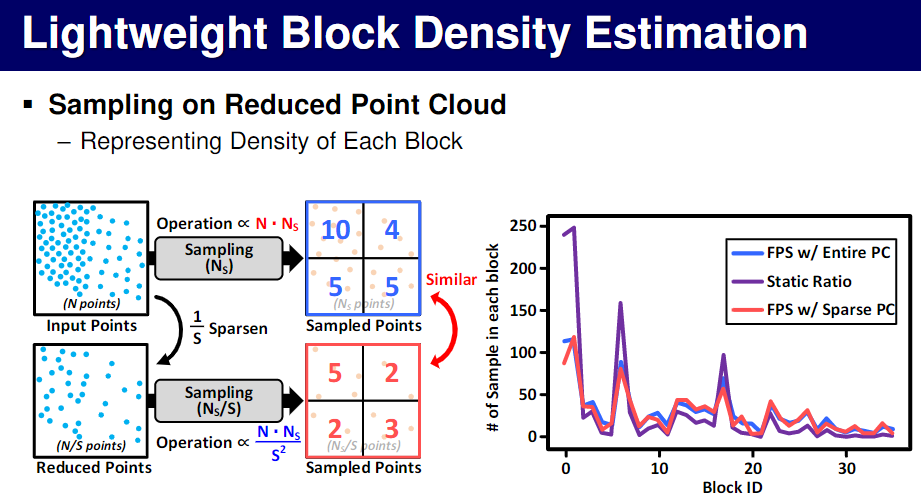 Lightweight Block Density Estimation
▪ Sampling on Reduced Point Cloud
– Representing Density of Each Block
Operation ∝ N · Nₛ
Sampling
(Nₛ)
(N points)
Input Points
10 4
5 5
(Nₛ points)
Sampled Points
Similar
1/S Sparsen
(N/S points)
Reduced Points
Sampling
(Nₛ/S)
Operation ∝ N · Nₛ / S²
5 2
2 3
(Nₛ/S points)
Sampled Points
# of Sample in each block
250
200
150
100
50
0
FPS w/ Entire PC
Static Ratio
FPS w/ Sparse PC
0 10 20 30
Block ID